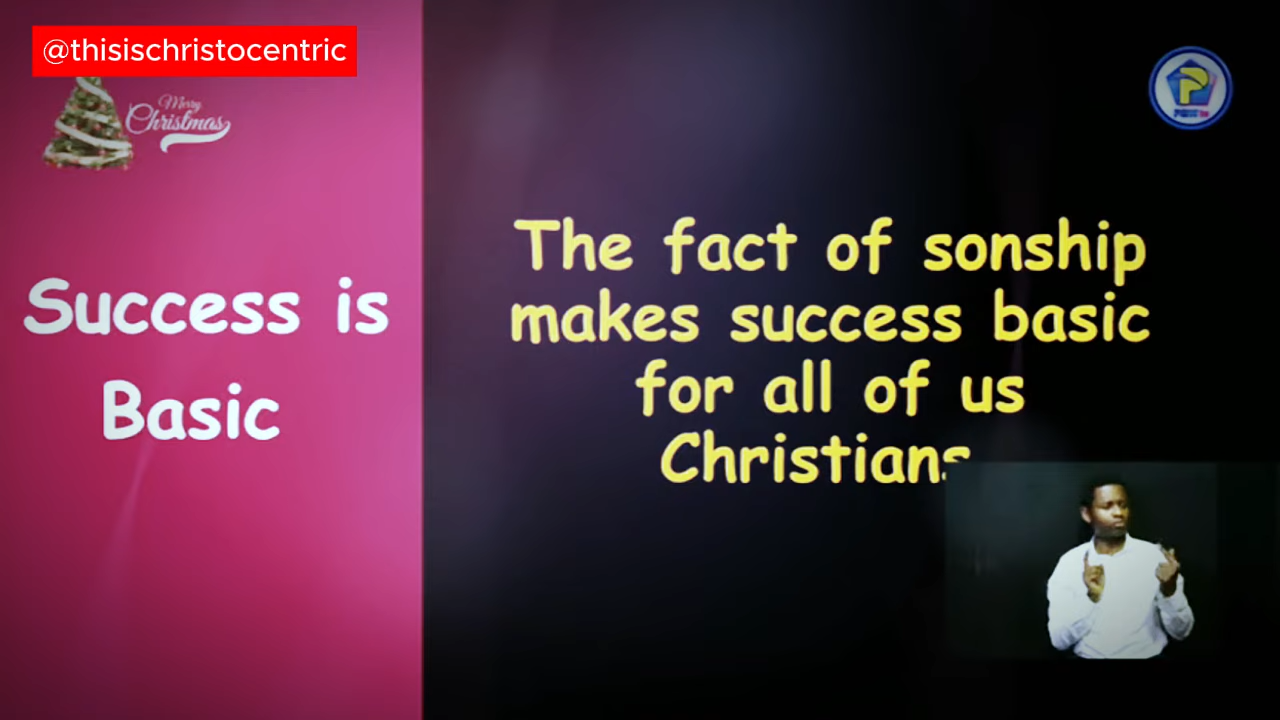 @thisischristocentric
Merry
Christmas
Success is
Basic
The fact of sonship
makes success basic
for all of us
Christians
P